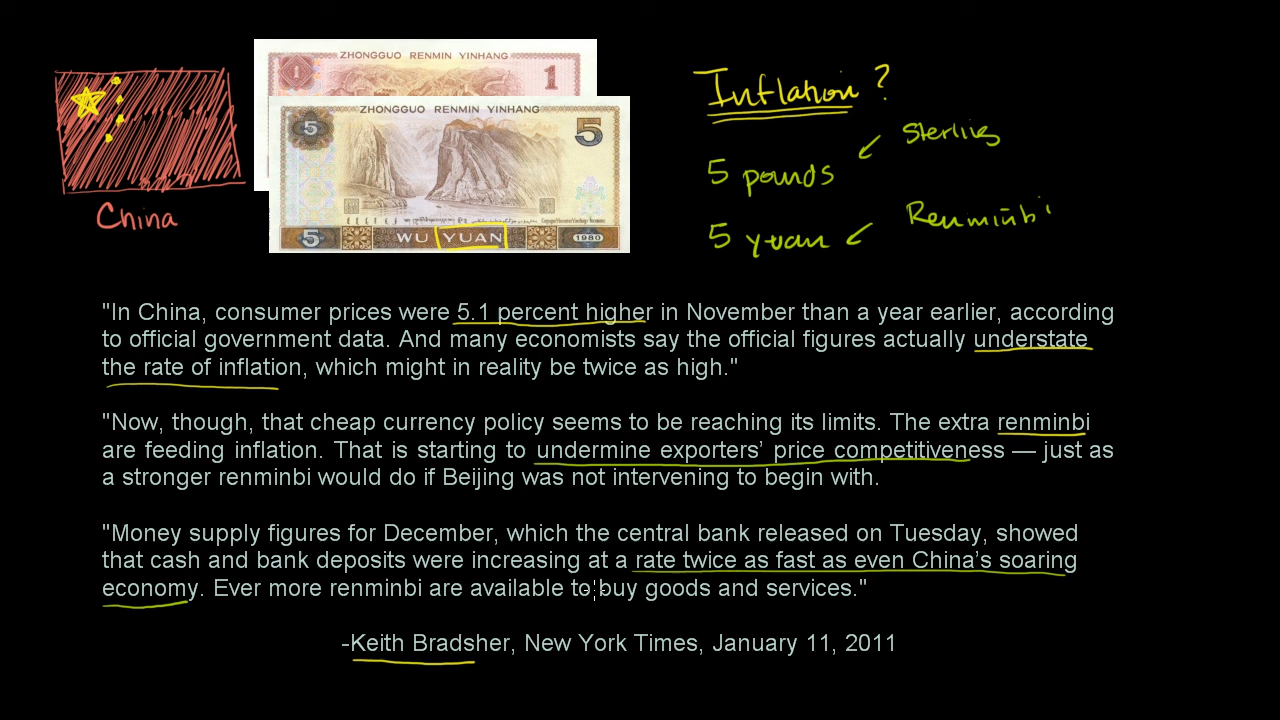 ZHONGGUO RENMIN YINHANG
1
1
ZHONGGUO RENMIN YINHANG
5
5
5
WU YUAN
1980
China
Inflation?
Sterling
5 pounds
Renminbi
5 yuan
"In China, consumer prices were 5.1 percent higher in November than a year earlier, according
to official government data. And many economists say the official figures actually understate
the rate of inflation, which might in reality be twice as high."
"Now, though, that cheap currency policy seems to be reaching its limits. The extra renminbi
are feeding inflation. That is starting to undermine exporters’ price competitiveness — just as
a stronger renminbi would do if Beijing was not intervening to begin with.
"Money supply figures for December, which the central bank released on Tuesday, showed
that cash and bank deposits were increasing at a rate twice as fast as even China’s soaring
economy. Ever more renminbi are available to buy goods and services."
-Keith Bradsher, New York Times, January 11, 2011